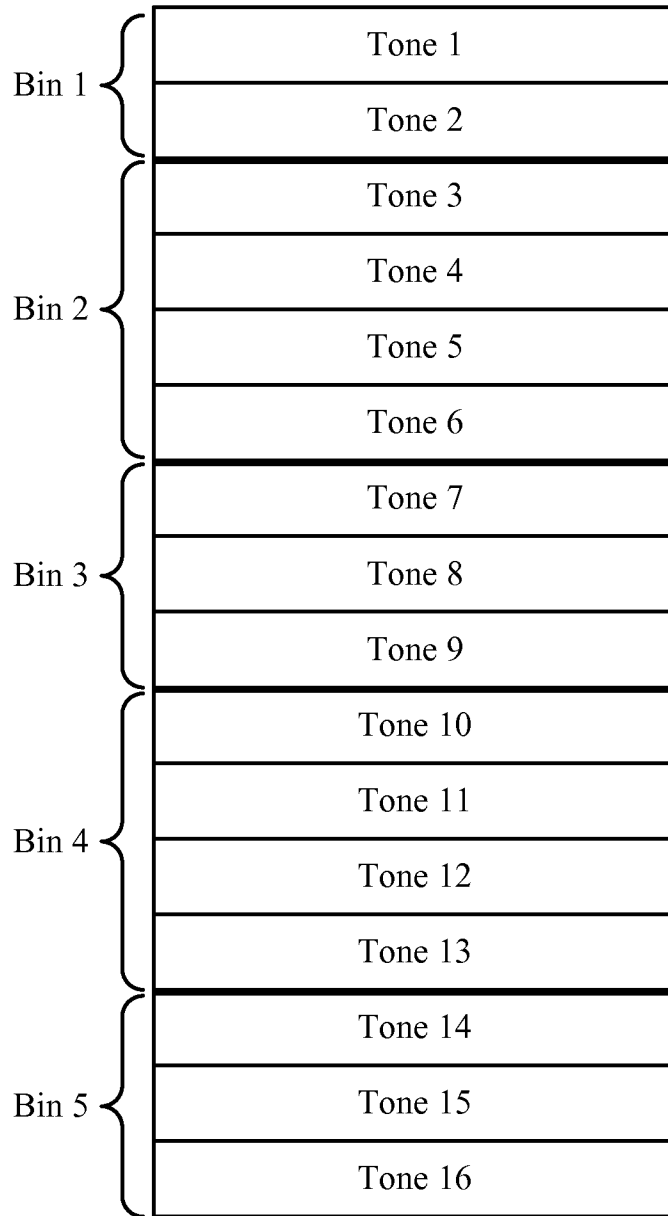 Bin 1
Tone 1
Tone 2
Bin 2
Tone 3
Tone 4
Tone 5
Tone 6
Bin 3
Tone 7
Tone 8
Tone 9
Bin 4
Tone 10
Tone 11
Tone 12
Tone 13
Bin 5
Tone 14
Tone 15
Tone 16